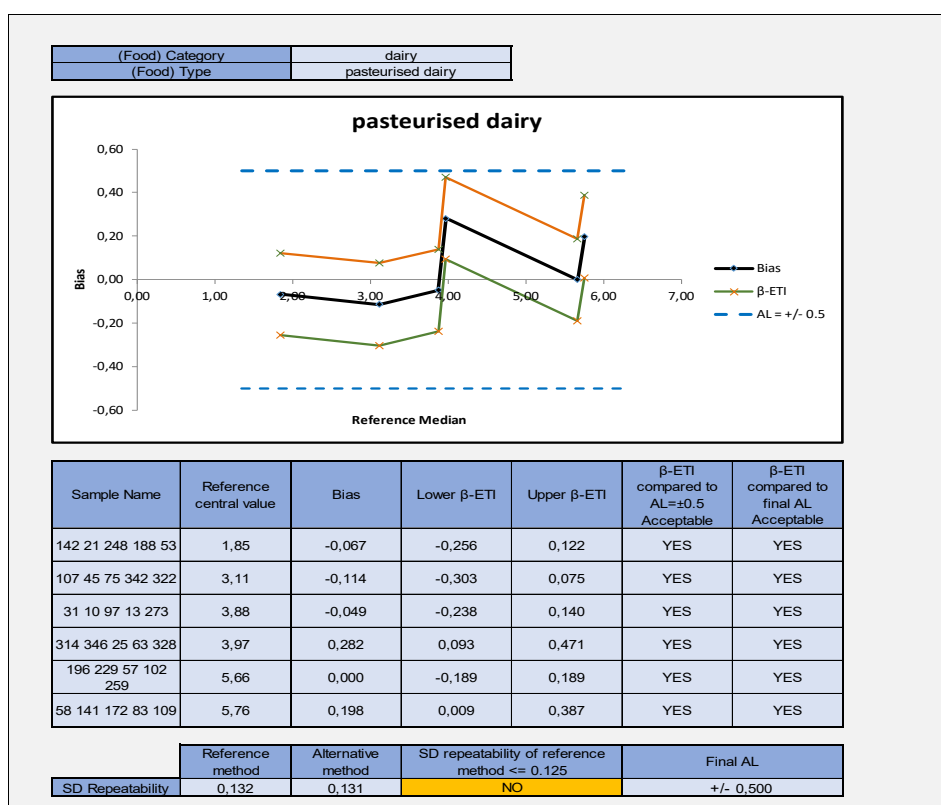 (Food) Category dairy
(Food) Type pasteurised dairy
pasteurised dairy
0,60
0,40
0,20
0,00
-0,20
-0,40
-0,60
Bias
0,00 1,00 2,00 3,00 4,00 5,00 6,00 7,00
Reference Median
Bias
β-ETI
AL = +/- 0.5
Sample Name Reference central value Bias Lower β-ETI Upper β-ETI β-ETI compared to AL=±0.5 Acceptable β-ETI compared to final AL Acceptable
142 21 248 188 53 1,85 -0,067 -0,256 0,122 YES YES
107 45 75 342 322 3,11 -0,114 -0,303 0,075 YES YES
31 10 97 13 273 3,88 -0,049 -0,238 0,140 YES YES
314 346 25 63 328 3,97 0,282 0,093 0,471 YES YES
196 229 57 102 259 5,66 0,000 -0,189 0,189 YES YES
58 141 172 83 109 5,76 0,198 0,009 0,387 YES YES
Reference method Alternative method SD repeatability of reference method <= 0.125 Final AL
SD Repeatability 0,132 0,131 NO +/- 0,500